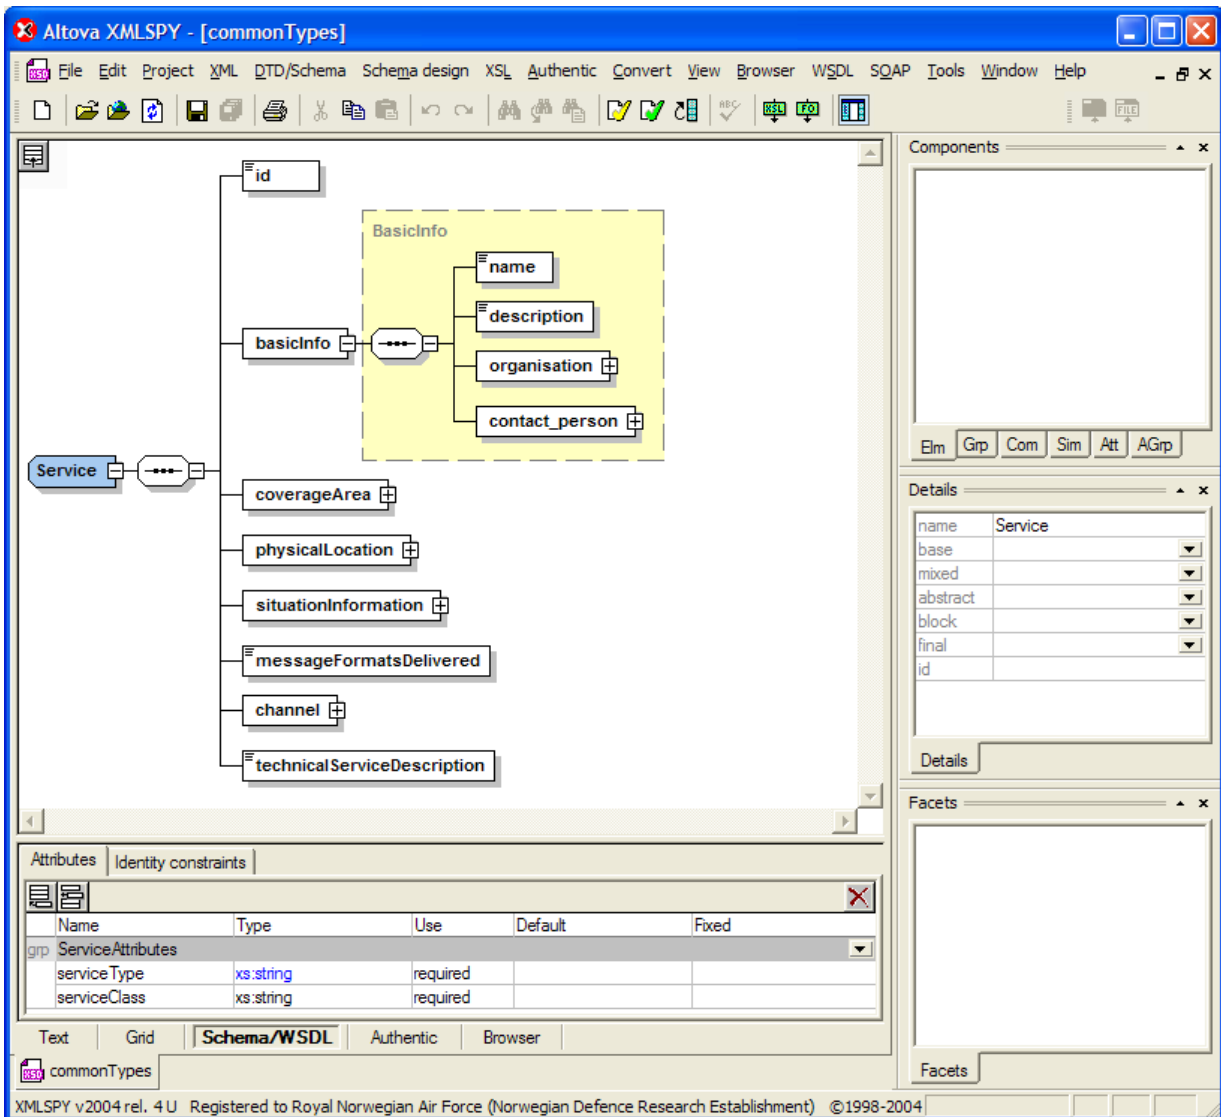 Altova XMLSPY - [commonTypes]
File Edit Project XML DTD/Schema Schema design XSL Authentic Convert View Browser WSDL SOAP Tools Window Help
ABC XSL FO FILE
Components
id
BasicInfo
name
description
basicInfo
organisation
contact_person
Elm Grp Com Sim Att AGrp
Service
coverageArea
physicalLocation
situationInformation
messageFormatsDelivered
channel
technicalServiceDescription
Details
name Service
base
mixed
abstract
block
final
id
Details
Facets
Attributes Identity constraints
Name Type Use Default Fixed
grp ServiceAttributes
serviceType xs:string required
serviceClass xs:string required
Text Grid Schema/WSDL Authentic Browser
XSD commonTypes
Facets
XMLSPY v2004 rel. 4 U Registered to Royal Norwegian Air Force (Norwegian Defence Research Establishment) ©1998-2004